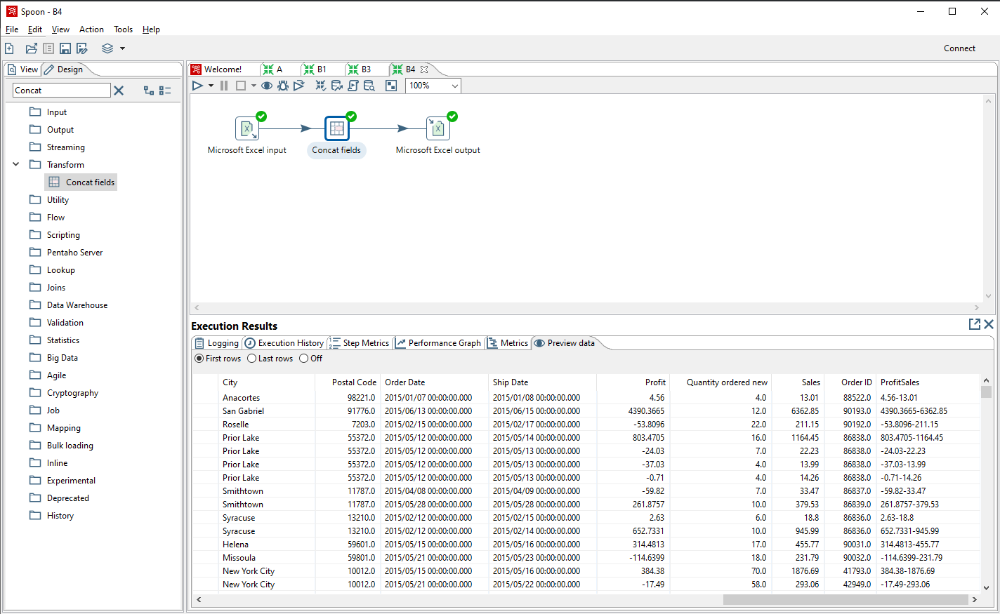 Spoon - B4
File Edit View Action Tools Help
Connect
View Design
Welcome! A B1 B3 B4
Concat
100%
Input
Output
Streaming
Transform
Concat fields
Utility
Flow
Scripting
Pentaho Server
Lookup
Joins
Data Warehouse
Validation
Statistics
Big Data
Agile
Cryptography
Job
Mapping
Bulk loading
Inline
Experimental
Deprecated
History
Microsoft Excel input Concat fields Microsoft Excel output
Execution Results
Logging Execution History Step Metrics Performance Graph Metrics Preview data
First rows Last rows Off
City Postal Code Order Date Ship Date Profit Quantity ordered new Sales Order ID ProfitSales
Anacortes 98221.0 2015/01/07 00:00:00.000 2015/01/08 00:00:00.000 4.56 4.0 13.01 88522.0 4.56-13.01
San Gabriel 91776.0 2015/06/13 00:00:00.000 2015/06/15 00:00:00.000 4390.3665 12.0 6362.85 90193.0 4390.3665-6362.85
Roselle 7203.0 2015/02/15 00:00:00.000 2015/02/17 00:00:00.000 -53.8096 22.0 211.15 90192.0 -53.8096-211.15
Prior Lake 55372.0 2015/05/12 00:00:00.000 2015/05/14 00:00:00.000 803.4705 16.0 1164.45 86838.0 803.4705-1164.45
Prior Lake 55372.0 2015/05/12 00:00:00.000 2015/05/13 00:00:00.000 -24.03 7.0 22.23 86838.0 -24.03-22.23
Prior Lake 55372.0 2015/05/12 00:00:00.000 2015/05/13 00:00:00.000 -37.03 4.0 13.99 86838.0 -37.03-13.99
Prior Lake 55372.0 2015/05/12 00:00:00.000 2015/05/13 00:00:00.000 -0.71 4.0 14.26 86838.0 -0.71-14.26
Smithtown 11787.0 2015/04/08 00:00:00.000 2015/04/09 00:00:00.000 -59.82 7.0 33.47 86837.0 -59.82-33.47
Smithtown 11787.0 2015/05/28 00:00:00.000 2015/05/28 00:00:00.000 261.8757 10.0 379.53 86839.0 261.8757-379.53
Syracuse 13210.0 2015/02/12 00:00:00.000 2015/02/15 00:00:00.000 2.63 6.0 18.8 86836.0 2.63-18.8
Syracuse 13210.0 2015/02/12 00:00:00.000 2015/02/14 00:00:00.000 652.7331 10.0 945.99 86836.0 652.7331-945.99
Helena 59601.0 2015/05/15 00:00:00.000 2015/05/16 00:00:00.000 314.4813 17.0 455.77 90031.0 314.4813-455.77
Missoula 59801.0 2015/05/21 00:00:00.000 2015/05/23 00:00:00.000 -114.6399 18.0 231.79 90032.0 -114.6399-231.79
New York City 10012.0 2015/05/15 00:00:00.000 2015/05/16 00:00:00.000 384.38 70.0 1876.69 41793.0 384.38-1876.69
New York City 10012.0 2015/05/21 00:00:00.000 2015/05/22 00:00:00.000 -17.49 58.0 293.06 42949.0 -17.49-293.06